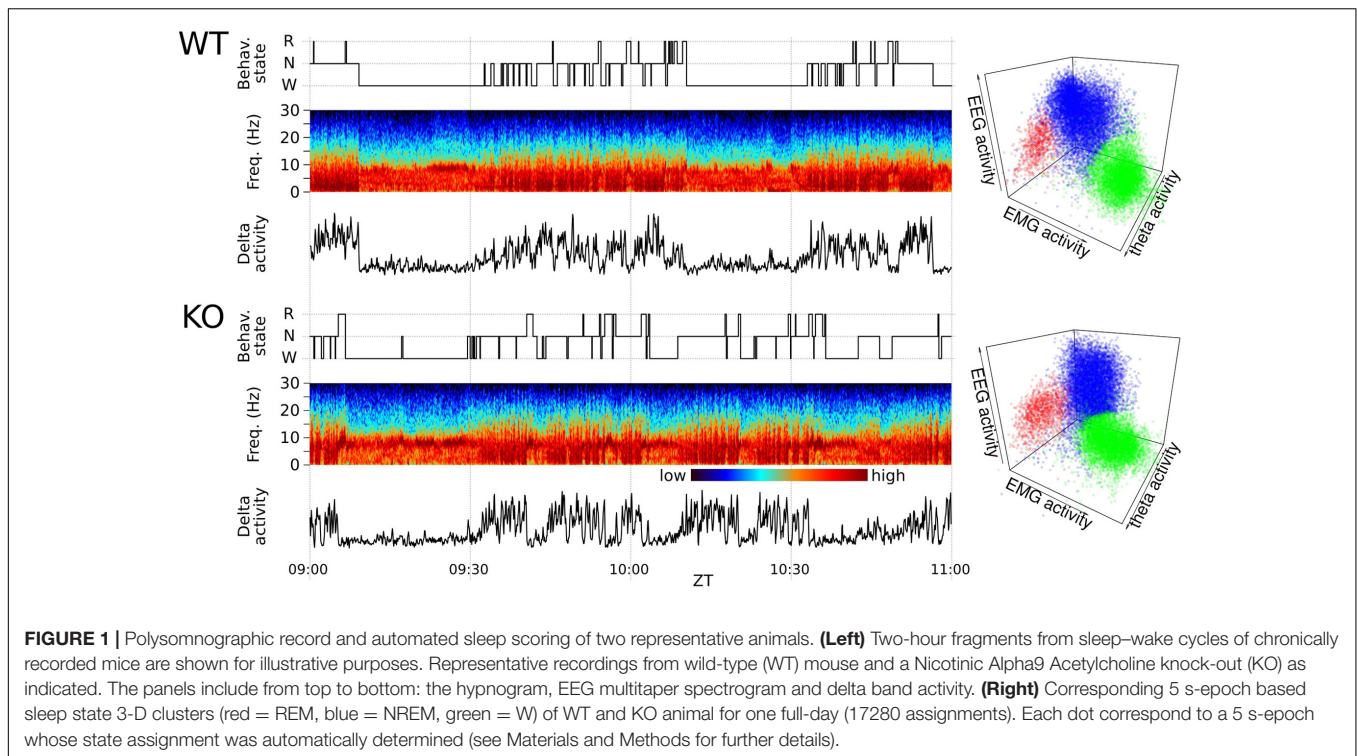 WT
Behav.
state
R
N
W
Freq. (Hz)
30
20
10
0
Delta
activity
EEG activity
EMG activity
theta activity
KO
Behav.
state
R
N
W
Freq. (Hz)
30
20
10
0
low
high
Delta
activity
EEG activity
EMG activity
theta activity
09:00
09:30
10:00
10:30
11:00
ZT
FIGURE 1 | Polysomnographic record and automated sleep scoring of two representative animals. (Left) Two-hour fragments from sleep–wake cycles of chronically
recorded mice are shown for illustrative purposes. Representative recordings from wild-type (WT) mouse and a Nicotinic Alpha9 Acetylcholine knock-out (KO) as
indicated. The panels include from top to bottom: the hypnogram, EEG multitaper spectrogram and delta band activity. (Right) Corresponding 5 s-epoch based
sleep state 3-D clusters (red = REM, blue = NREM, green = W) of WT and KO animal for one full-day (17280 assignments). Each dot correspond to a 5 s-epoch
whose state assignment was automatically determined (see Materials and Methods for further details).